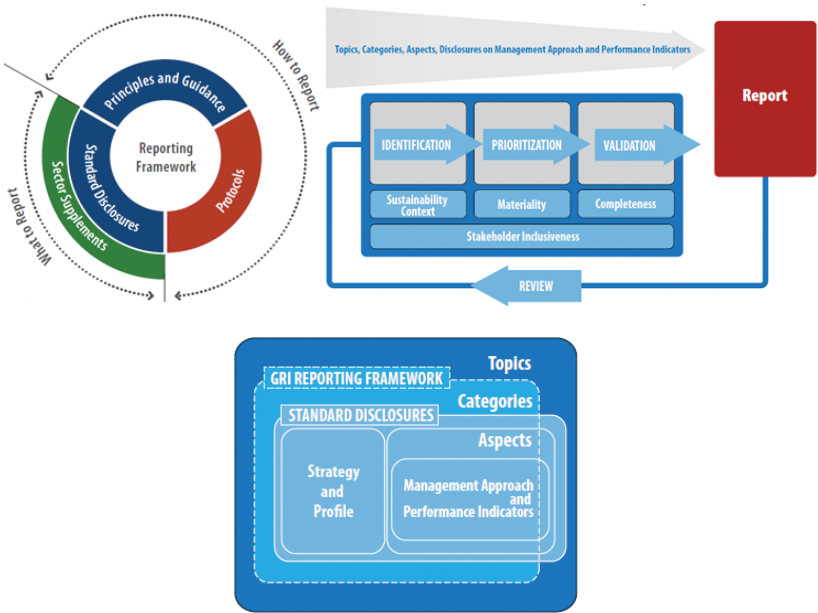 How to Report
Principles and Guidance
Reporting
Framework
Standard Disclosures
Sector Supplements
Protocols
What to Report
Topics, Categories, Aspects, Disclosures on Management Approach and Performance Indicators
Report
IDENTIFICATION
PRIORITIZATION
VALIDATION
Sustainability
Context
Materiality
Completeness
Stakeholder Inclusiveness
REVIEW
Topics
GRI REPORTING FRAMEWORK
Categories
STANDARD DISCLOSURES
Aspects
Strategy
and
Profile
Management Approach
and
Performance Indicators